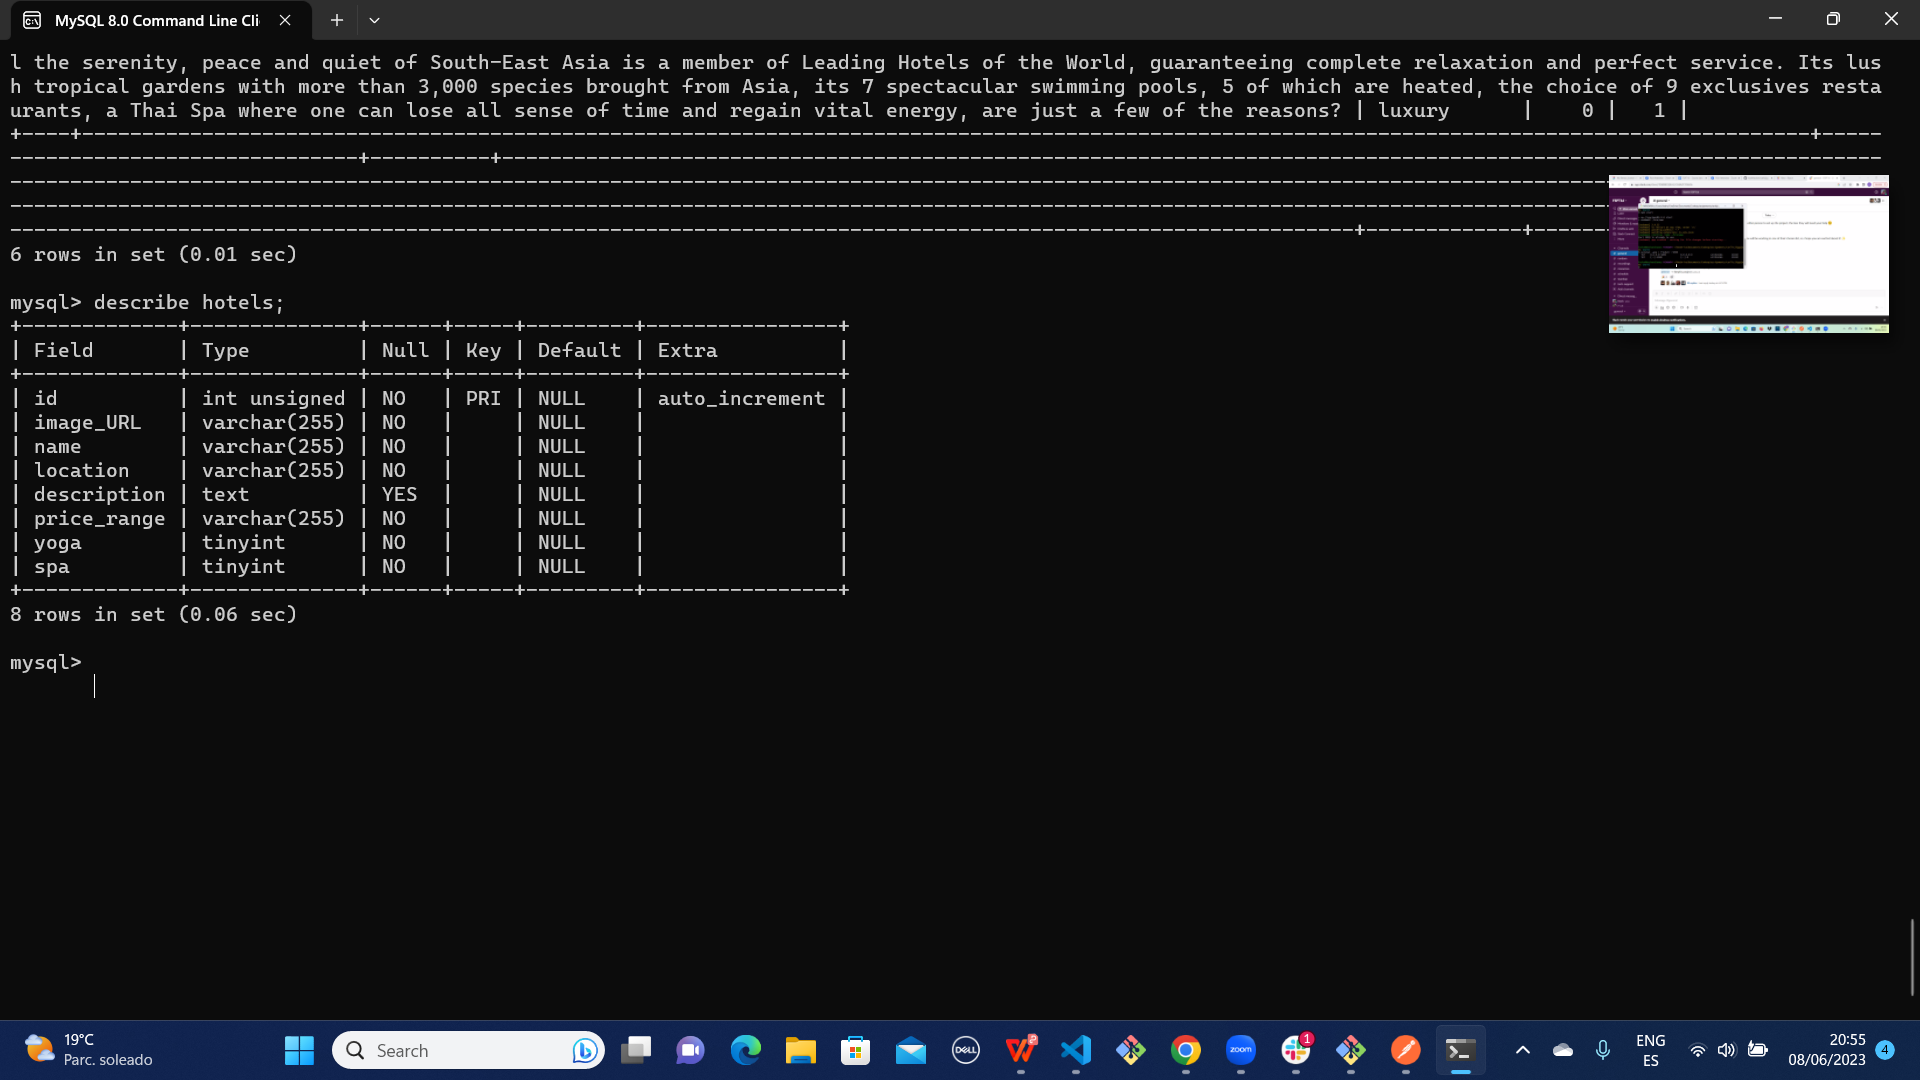 MySQL 8.0 Command Line Cli
l the serenity, peace and quiet of South-East Asia is a member of Leading Hotels of the World, guaranteeing complete relaxation and perfect service. Its lus
h tropical gardens with more than 3,000 species brought from Asia, its 7 spectacular swimming pools, 5 of which are heated, the choice of 9 exclusives resta
urants, a Thai Spa where one can lose all sense of time and regain vital energy, are just a few of the reasons? | luxury | 0 | 1 |
6 rows in set (0.01 sec)
mysql> describe hotels;
+-------------+--------------+------+-----+---------+----------------+
| Field | Type | Null | Key | Default | Extra |
+-------------+--------------+------+-----+---------+----------------+
| id | int unsigned | NO | PRI | NULL | auto_increment |
| image_URL | varchar(255) | NO | | NULL | |
| name | varchar(255) | NO | | NULL | |
| location | varchar(255) | NO | | NULL | |
| description | text | YES | | NULL | |
| price_range | varchar(255) | NO | | NULL | |
| yoga | tinyint | NO | | NULL | |
| spa | tinyint | NO | | NULL | |
+-------------+--------------+------+-----+---------+----------------+
8 rows in set (0.06 sec)
mysql>
19°C
Parc. soleado
Search
DELL
zoom
1
ENG
ES
20:55
08/06/2023
4